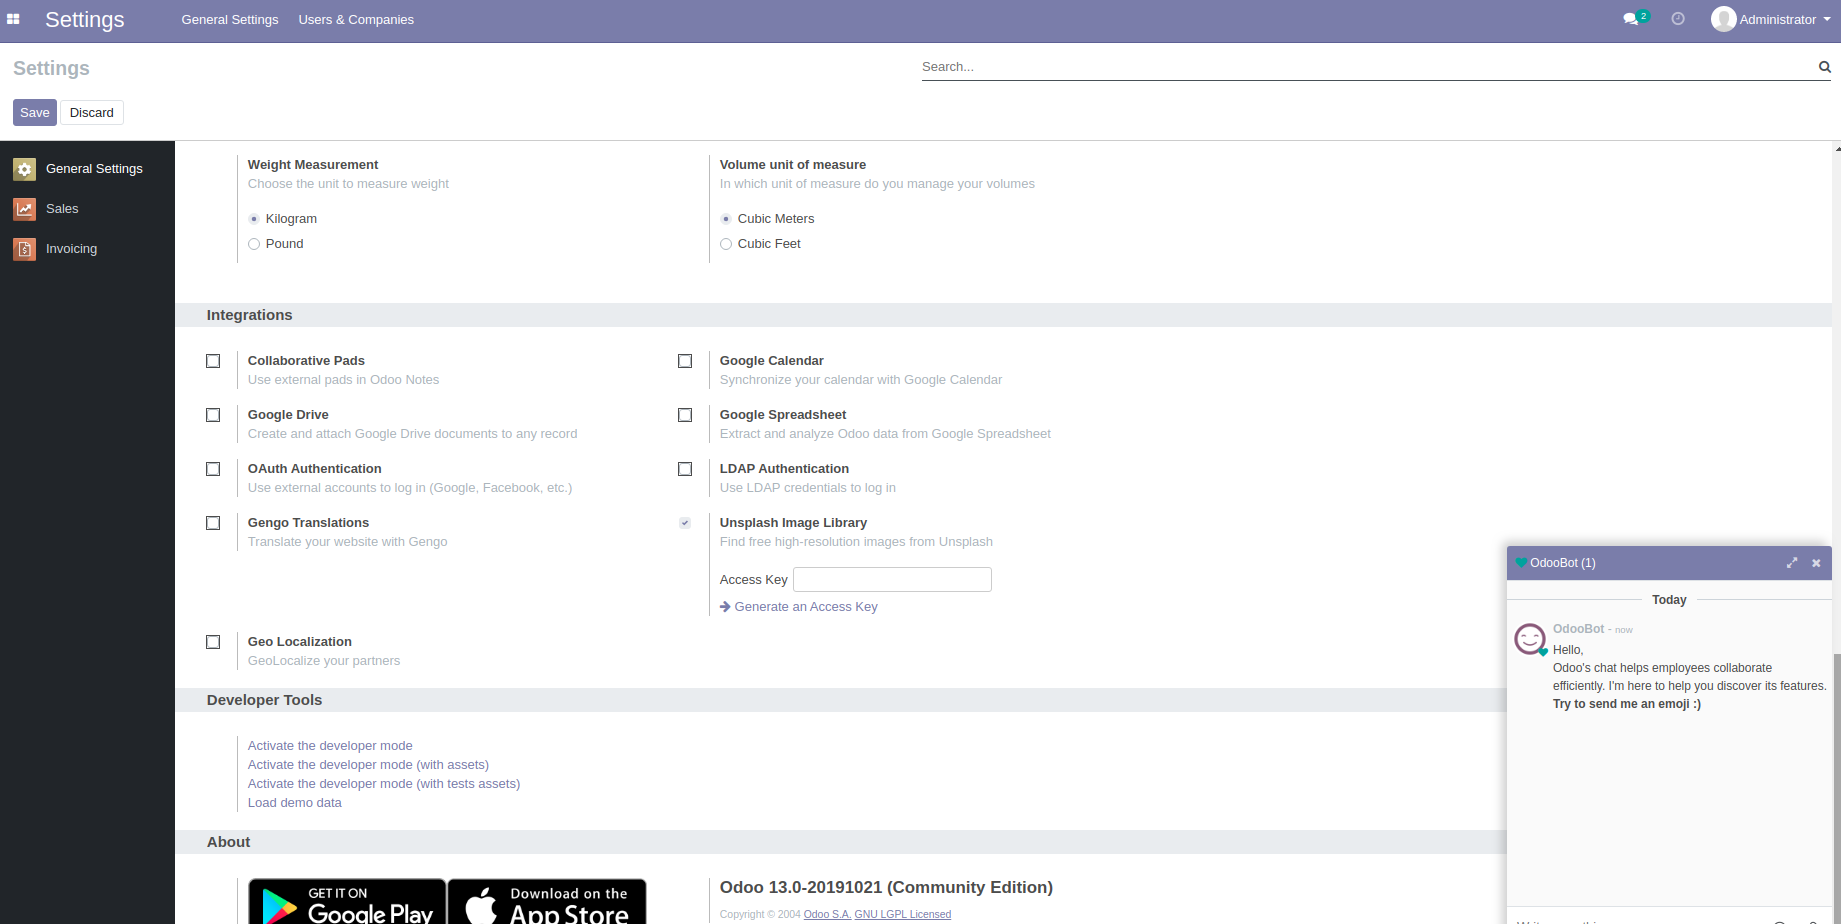 Settings
General Settings
Users & Companies
2
Administrator
Settings
Search...
Save
Discard
General Settings
Sales
Invoicing
Weight Measurement
Choose the unit to measure weight
Kilogram
Pound
Volume unit of measure
In which unit of measure do you manage your volumes
Cubic Meters
Cubic Feet
Integrations
Collaborative Pads
Use external pads in Odoo Notes
Google Calendar
Synchronize your calendar with Google Calendar
Google Drive
Create and attach Google Drive documents to any record
Google Spreadsheet
Extract and analyze Odoo data from Google Spreadsheet
OAuth Authentication
Use external accounts to log in (Google, Facebook, etc.)
LDAP Authentication
Use LDAP credentials to log in
Gengo Translations
Translate your website with Gengo
Unsplash Image Library
Find free high-resolution images from Unsplash
Access Key
Generate an Access Key
Geo Localization
GeoLocalize your partners
Developer Tools
Activate the developer mode
Activate the developer mode (with assets)
Activate the developer mode (with tests assets)
Load demo data
About
GET IT ON
Google Play
Download on the
App Store
Odoo 13.0-20191021 (Community Edition)
Copyright © 2004 Odoo S.A. GNU LGPL Licensed
OdooBot (1)
Today
OdooBot - now
Hello,
Odoo's chat helps employees collaborate
efficiently. I'm here to help you discover its features.
Try to send me an emoji :)